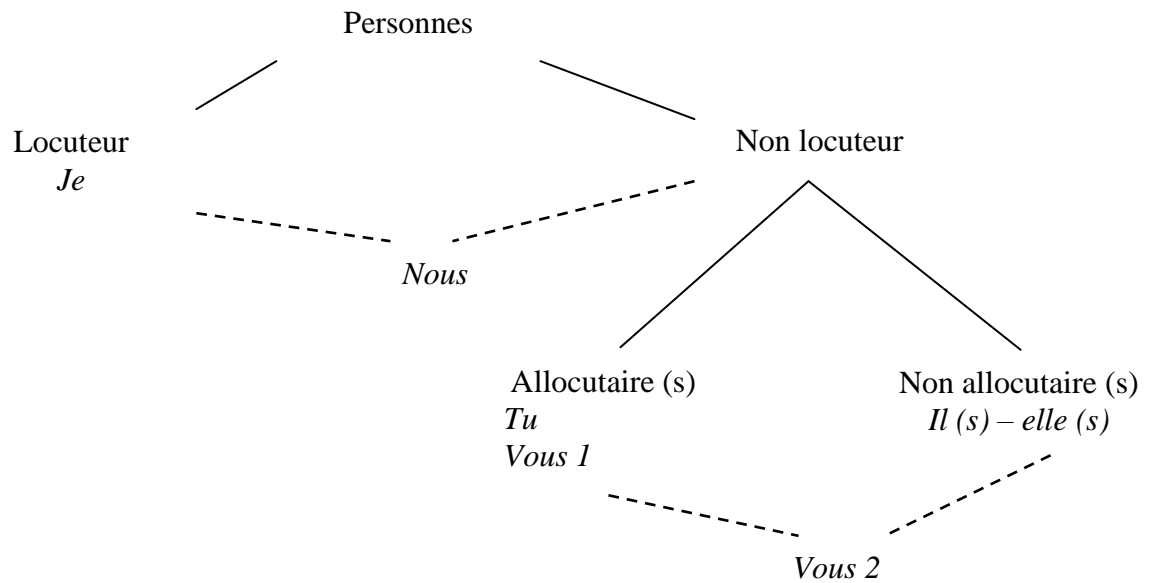 Personnes
Locuteur
Je
Non locuteur
Nous
Allocutaire (s)
Tu
Vous 1
Non allocutaire (s)
Il (s) – elle (s)
Vous 2